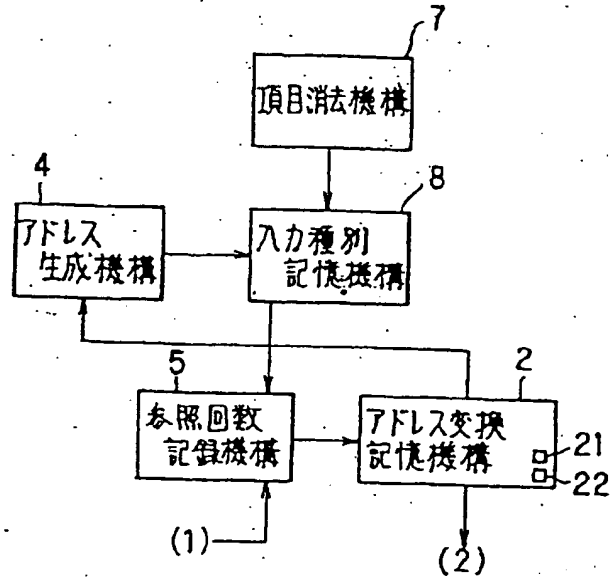 7
項目消去機構
4
8
アドレス
生成機構
入力種別
記憶機構
5
2
参照回数
記録機構
アドレス変換
記憶機構
21
22
(1)
(2)